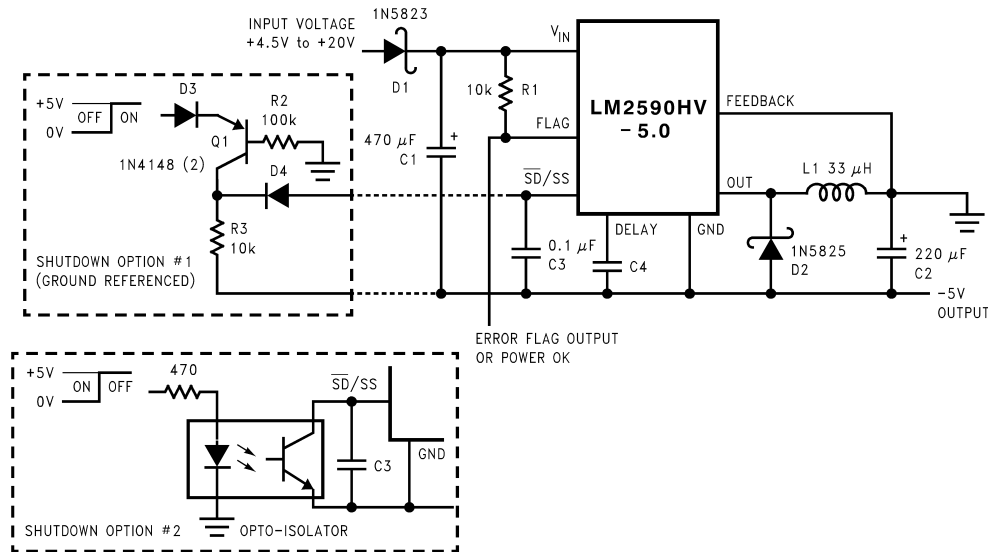 1N5823
INPUT VOLTAGE
+4.5V to +20V
D1
VIN
10k R1
FLAG
LM2590HV
-5.0
FEEDBACK
470 µF
C1
+
SD/SS
OUT
L1 33 µH
DELAY
GND
0.1 µF
C3
C4
1N5825
D2
+
220 µF
C2
-5V
OUTPUT
ERROR FLAG OUTPUT
OR POWER OK
D3
+5V
OFF ON
0V
R2
100k
Q1
1N4148 (2)
D4
R3
10k
SHUTDOWN OPTION #1
(GROUND REFERENCED)
+5V
ON OFF
0V
470
SD/SS
GND
C3
SHUTDOWN OPTION #2
OPTO-ISOLATOR